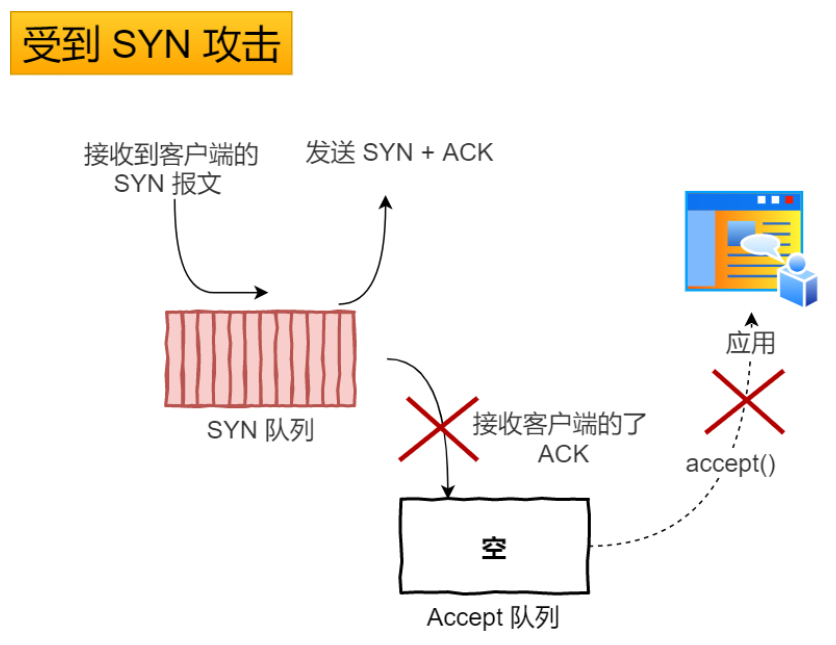 受到 SYN 攻击
接收到客户端的
SYN 报文
发送 SYN + ACK
应用
SYN 队列
接收客户端的了
ACK
accept()
空
Accept 队列